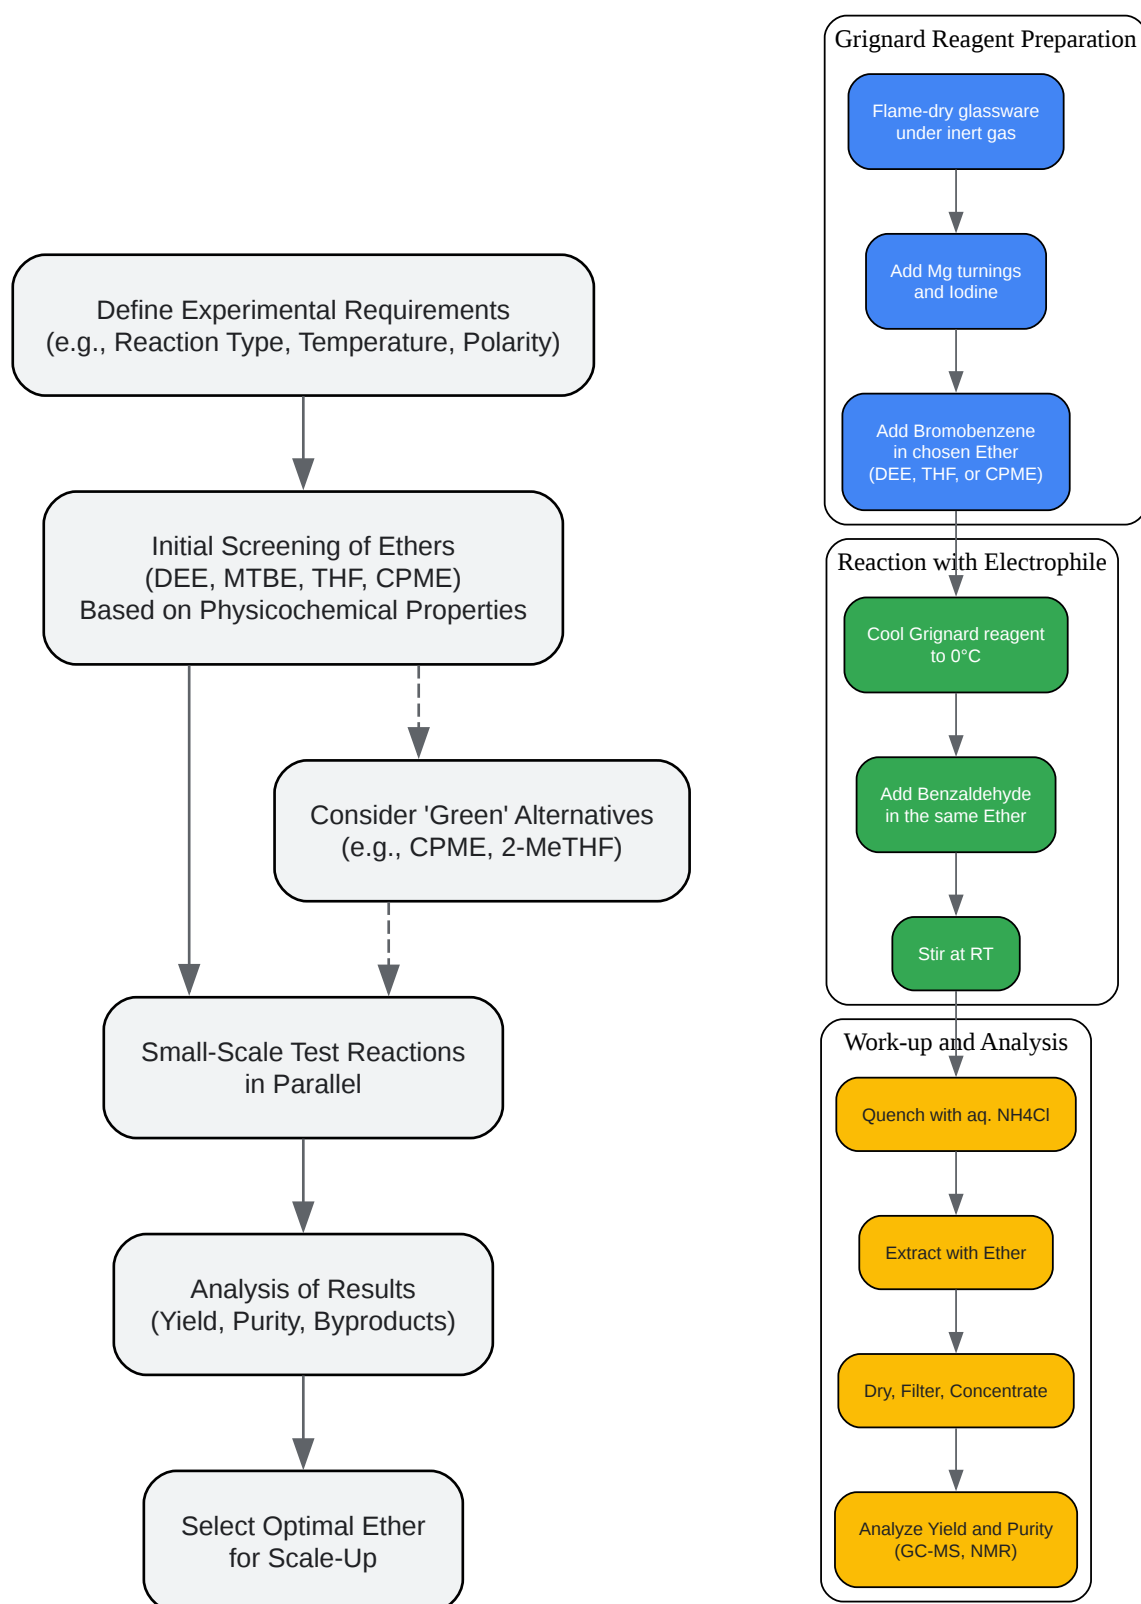 Define Experimental Requirements
(e.g., Reaction Type, Temperature, Polarity)
Initial Screening of Ethers
(DEE, MTBE, THF, CPME)
Based on Physicochemical Properties
Consider 'Green' Alternatives
(e.g., CPME, 2-MeTHF)
Small-Scale Test Reactions
in Parallel
Analysis of Results
(Yield, Purity, Byproducts)
Select Optimal Ether
for Scale-Up
Grignard Reagent Preparation
Flame-dry glassware
under inert gas
Add Mg turnings
and Iodine
Add Bromobenzene
in chosen Ether
(DEE, THF, or CPME)
Reaction with Electrophile
Cool Grignard reagent
to 0°C
Add Benzaldehyde
in the same Ether
Stir at RT
Work-up and Analysis
Quench with aq. NH4Cl
Extract with Ether
Dry, Filter, Concentrate
Analyze Yield and Purity
(GC-MS, NMR)